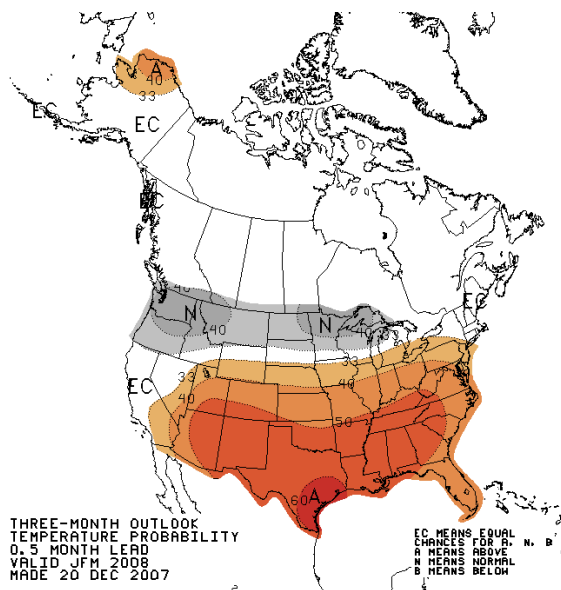 A
40
33
EC
EC
EC
40
N
40
N
40
EC
33
33
40
40
EC
50
60 A
THREE-MONTH OUTLOOK
TEMPERATURE PROBABILITY
0.5 MONTH LEAD
VALID JFM 2008
MADE 20 DEC 2007
EC MEANS EQUAL
CHANCES FOR A, N, B
A MEANS ABOVE
N MEANS NORMAL
B MEANS BELOW